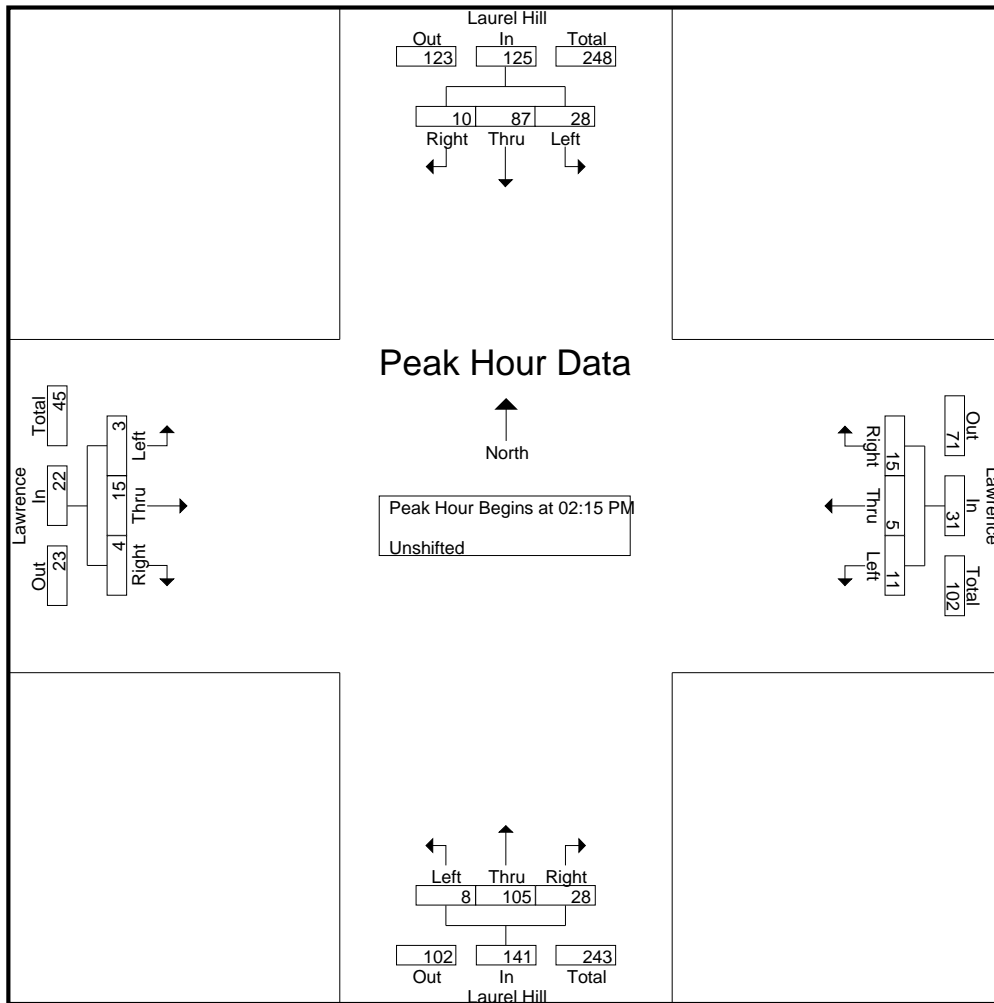 Laurel Hill
Out In Total
123 125 248
10 87 28
Right Thru Left
Peak Hour Data
North
Peak Hour Begins at 02:15 PM
Unshifted
Lawrence
Total In Out
45 22 23
3 15 4
Left Thru Right
Right Thru Left
15 5 11
71 31 102
Out In Total
Lawrence
Left Thru Right
8 105 28
102 141 243
Out In Total
Laurel Hill